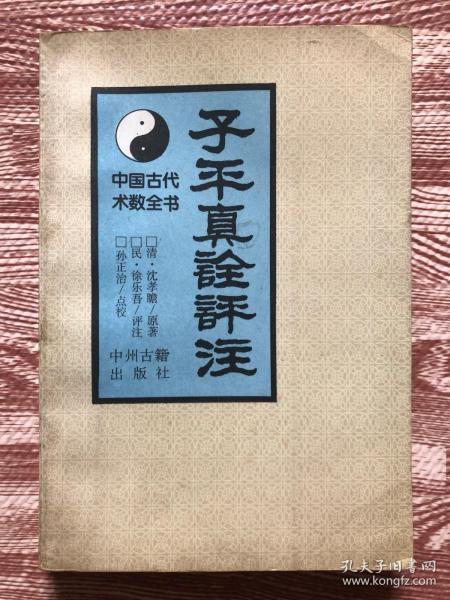 子平真詮評注
中国古代
术数全书
□清·沈孝瞻/原著
□民·徐乐吾/评注
□孙正治/点校
中州古籍
出版社
孔夫子旧书网
www.kongfz.com